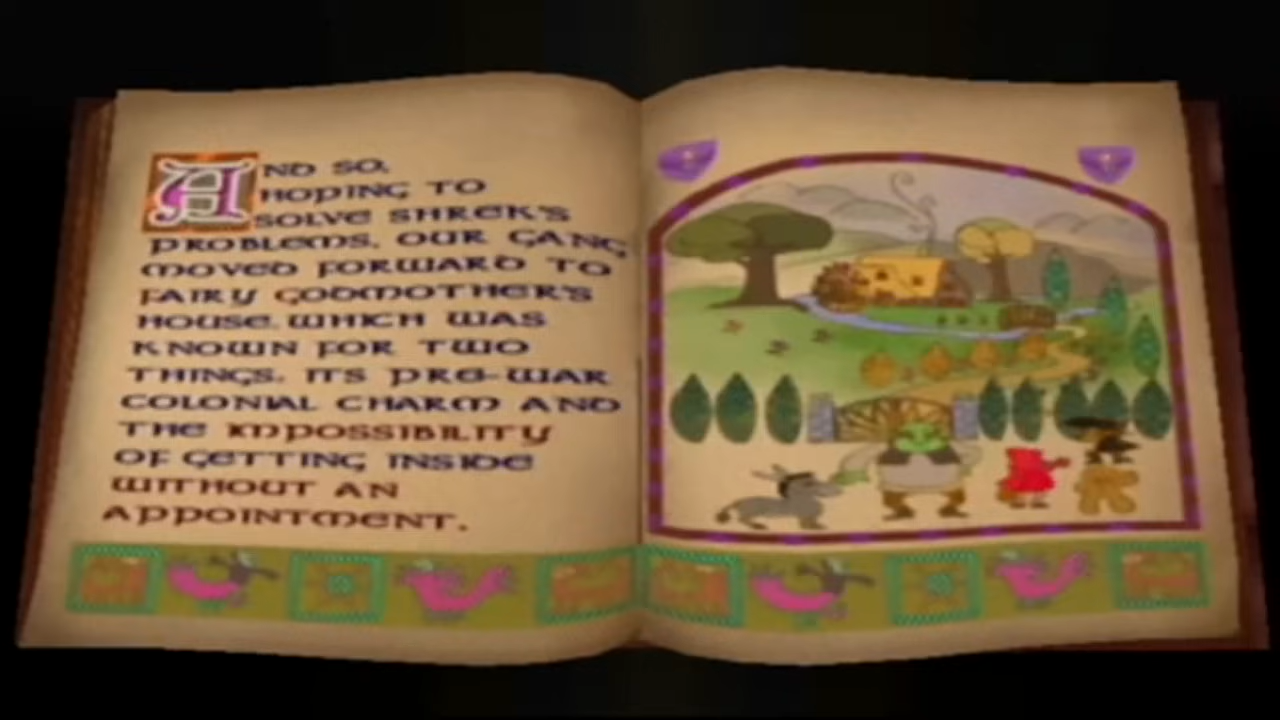 AND SO,
HOPING TO
SOLVE SHREK'S
PROBLEMS, OUR GANG
MOVED FORWARD TO
FAIRY GODMOTHER'S
HOUSE, WHICH WAS
KNOWN FOR TWO
THINGS, ITS PRE-WAR
COLONIAL CHARM AND
THE IMPOSSIBILITY
OF GETTING INSIDE
WITHOUT AN
APPOINTMENT.